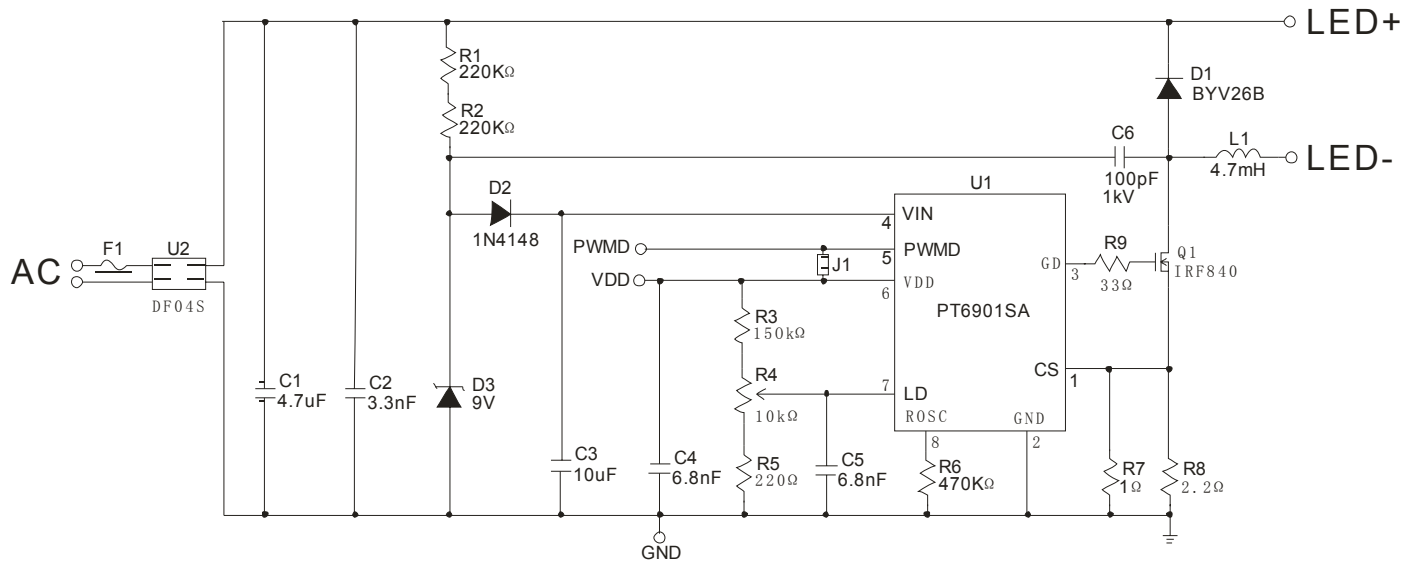 LED+
R1
220KΩ
R2
220KΩ
D1
BYV26B
C6
100pF
1kV
L1
4.7mH
LED-
AC
F1
U2
DF04S
D2
1N4148
U1
VIN
4
PWMD
PWMD
5
J1
VDD
VDD
6
PT6901SA
GD
3
R9
33Ω
Q1
IRF840
R3
150kΩ
R4
10kΩ
CS
1
7
LD
ROSC
GND
8
2
C1
4.7uF
C2
3.3nF
D3
9V
C3
10uF
C4
6.8nF
R5
220Ω
C5
6.8nF
R6
470KΩ
R7
1Ω
R8
2.2Ω
GND